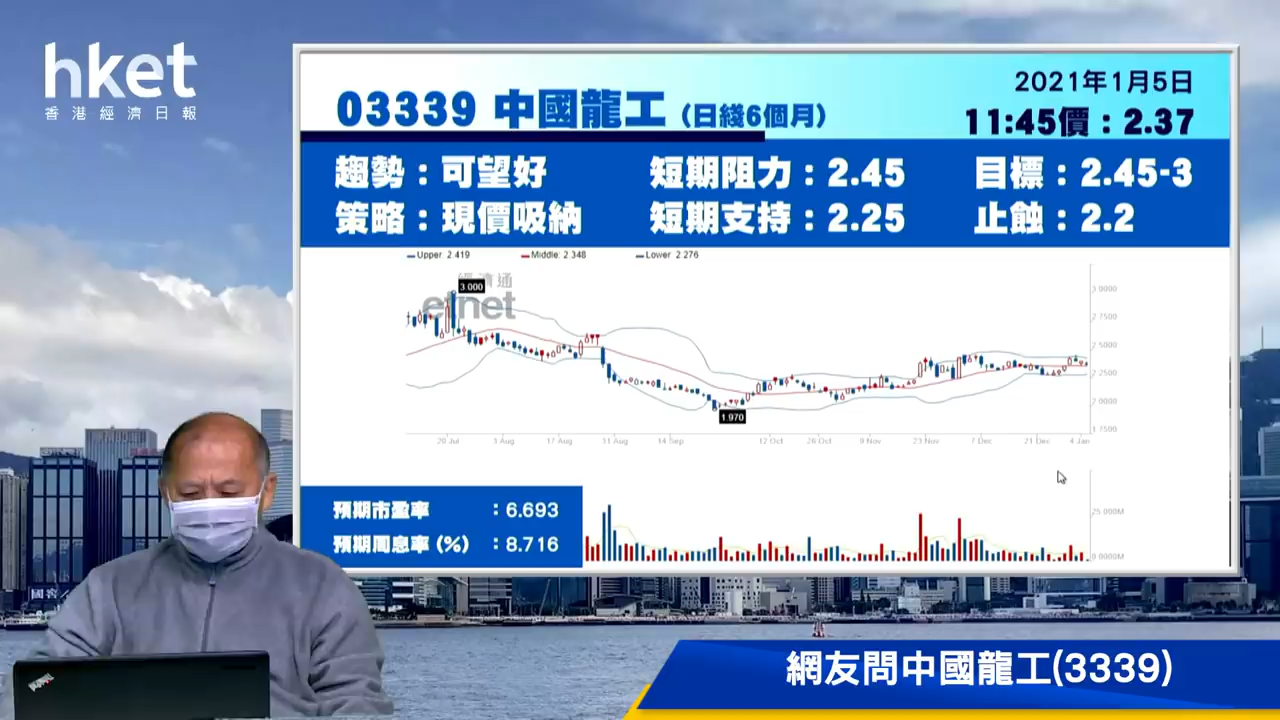 hket
香港經濟日報
03339 中國龍工 (日綫6個月)
2021年1月5日
11:45價：2.37
趨勢：可望好 短期阻力：2.45 目標：2.45-3
策略：現價吸納 短期支持：2.25 止蝕：2.2
Upper 2.419 Middle: 2.348 Lower 2.276
經濟通
etnet
3.000
1.970
3.0000
2.7500
2.5000
2.2500
2.0000
1.7500
20 Jul 3 Aug 17 Aug 31 Aug 14 Sep 12 Oct 26 Oct 9 Nov 23 Nov 7 Dec 21 Dec 4 Jan
25.000M
0.0000M
預期市盈率 ：6.693
預期周息率 (%) ：8.716
網友問中國龍工(3339)